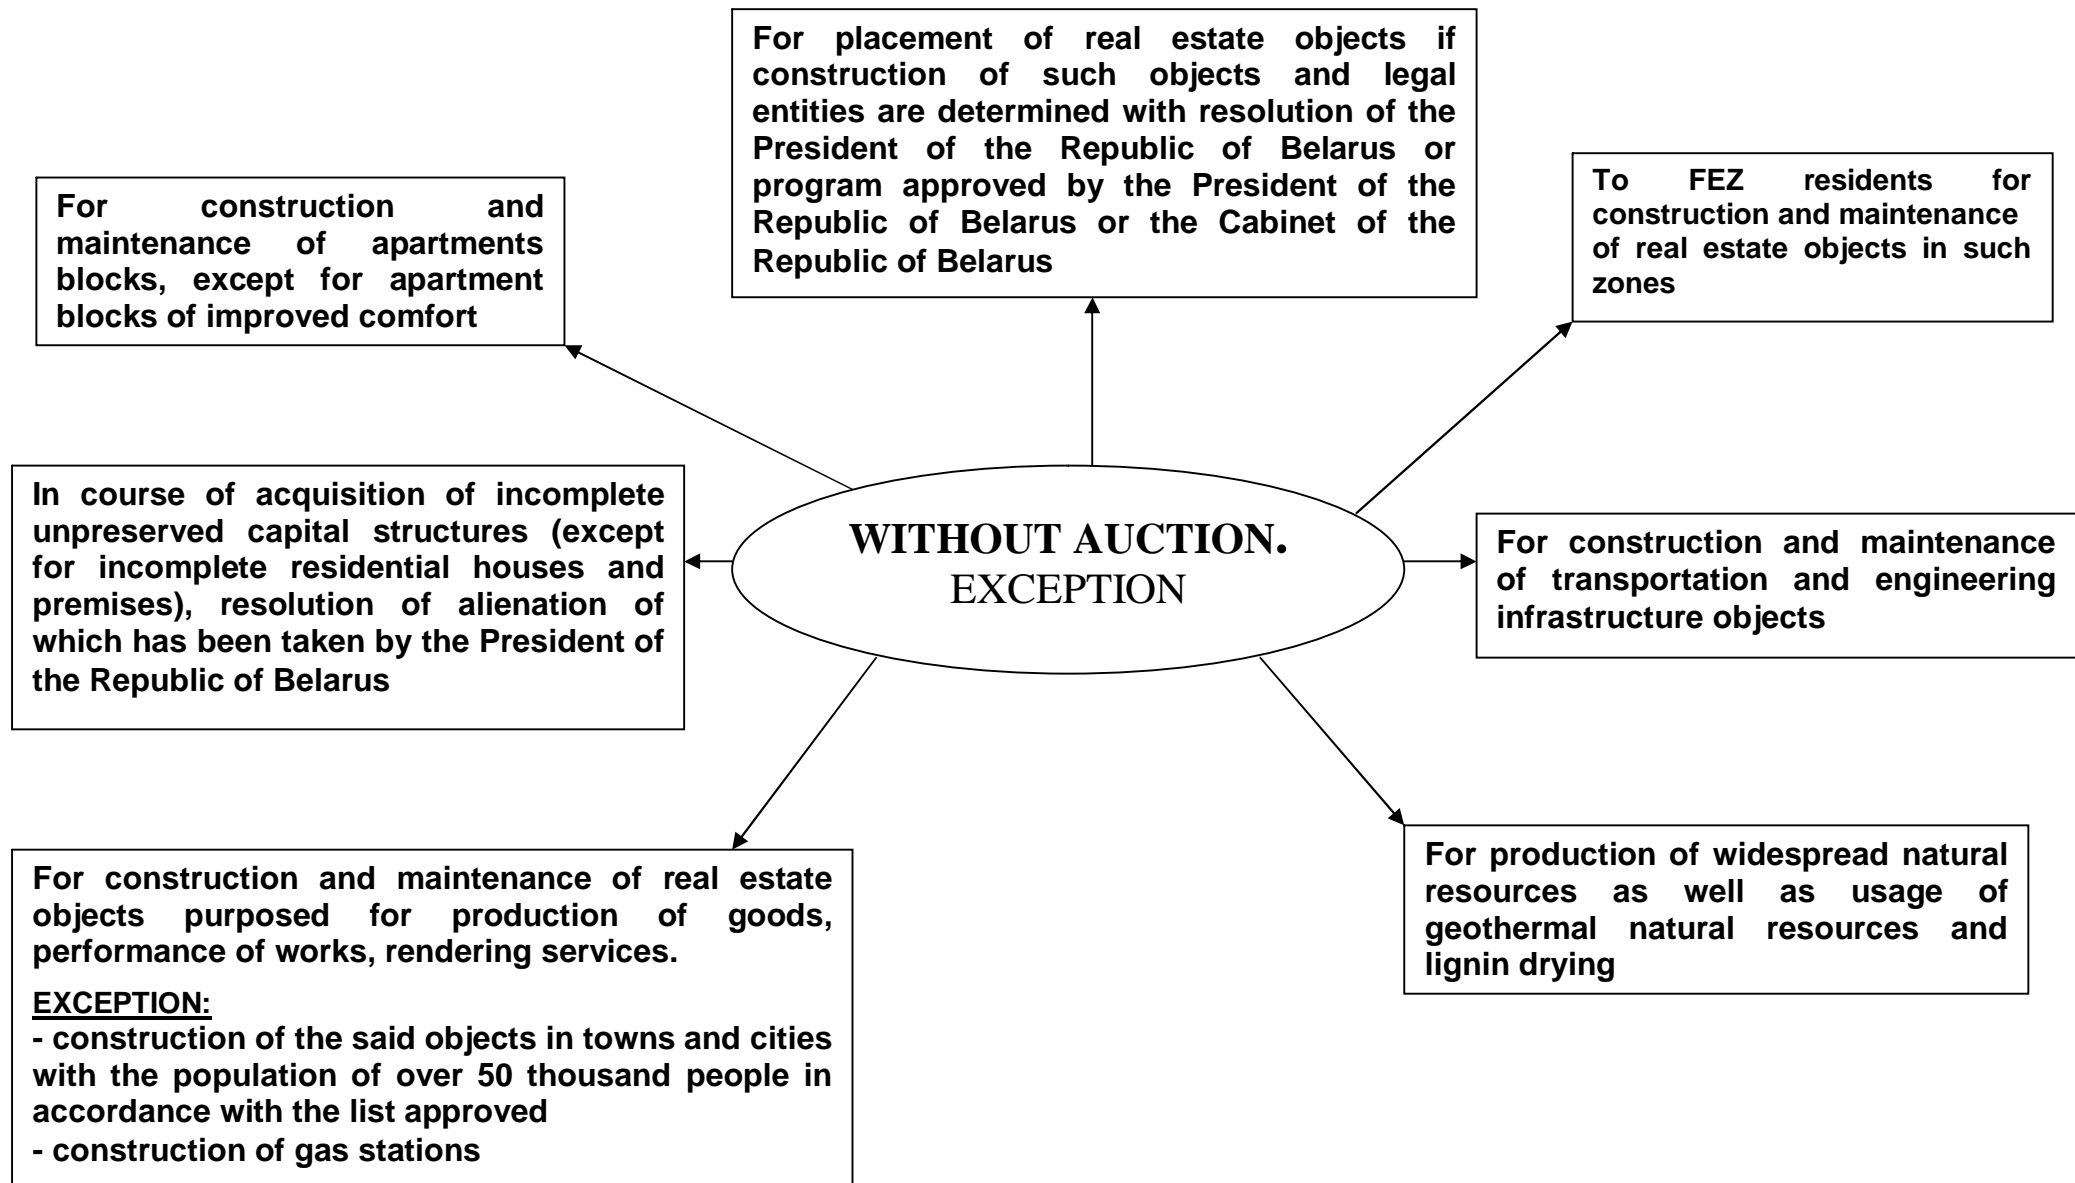 For placement of real estate objects if
construction of such objects and legal
entities are determined with resolution of the
President of the Republic of Belarus or
program approved by the President of the
Republic of Belarus or the Cabinet of the
Republic of Belarus
For construction and
maintenance of apartments
blocks, except for apartment
blocks of improved comfort
To FEZ residents for
construction and maintenance
of real estate objects in such
zones
In course of acquisition of incomplete
unpreserved capital structures (except
for incomplete residential houses and
premises), resolution of alienation of
which has been taken by the President of
the Republic of Belarus
WITHOUT AUCTION.
EXCEPTION
For construction and maintenance
of transportation and engineering
infrastructure objects
For construction and maintenance of real estate
objects purposed for production of goods,
performance of works, rendering services.
EXCEPTION:
- construction of the said objects in towns and cities
with the population of over 50 thousand people in
accordance with the list approved
- construction of gas stations
For production of widespread natural
resources as well as usage of
geothermal natural resources and
lignin drying